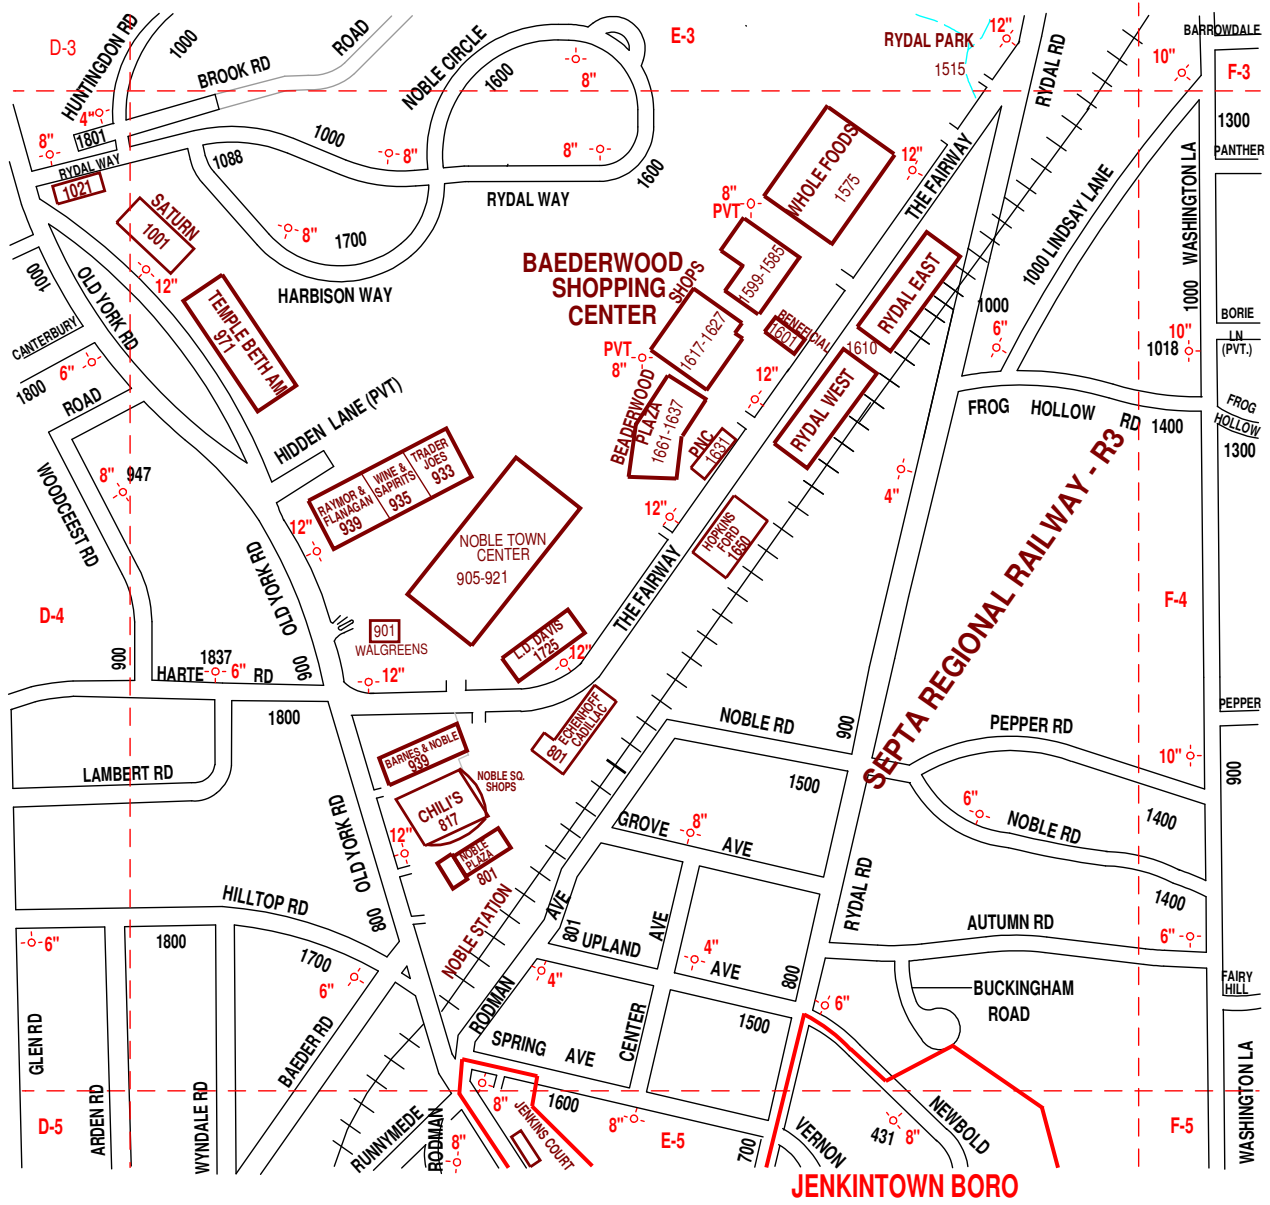 D-3
HUNTINGDON RD
1000
BROOK RD
ROAD
NOBLE CIRCLE
1600
8"
E-3
RYDAL PARK
1515
12"
RYDAL RD
10"
BARROWDALE
F-3
1300
PANTHER
4"
1801
8"
RYDAL WAY
1021
1000
1088
8"
8"
1600
RYDAL WAY
WHOLE FOODS
1575
12"
THE FAIRWAY
1000 LINDSAY LANE
WASHINGTON LA
1000
SATURN
1001
8"
1700
HARBISON WAY
8"
PVT
1599-1585
BAEDERWOOD
SHOPPING
CENTER
SHOPS
1617-1627
BENEFICIAL
1601
RYDAL EAST
1610
1000
6"
10"
1018
BORIE
LN
(PVT.)
1000
OLD YORK RD
12"
TEMPLE BETH AM
971
CANTERBURY
6"
1800
ROAD
PVT
8"
BEADERWOOD
PLAZA
1661-1637
PNC
1631
12"
RYDAL WEST
FROG HOLLOW RD
1400
FROG
HOLLOW
1300
HIDDEN LANE (PVT)
WOODCEEST RD
8"
947
RAYMOR &
FLANAGAN
939
WINE &
SAPIRITS
935
TRADER
JOES
933
12"
12"
4"
HOPKINS
FORD
1650
NOBLE TOWN
CENTER
905-921
OLD YORK RD
THE FAIRWAY
SEPTA REGIONAL RAILWAY - R3
D-4
F-4
901
WALGREENS
L.D. DAVIS
1725
12"
900
1837
HARTE
6"
RD
900
12"
1800
ECHENHOFF
CADILLAC
801
NOBLE RD
900
PEPPER RD
PEPPER
LAMBERT RD
BARNES & NOBLE
939
NOBLE SQ.
SHOPS
1500
10"
900
OLD YORK RD
CHILI'S
817
12"
NOBLE
PLAZA
801
GROVE AVE
8"
6"
NOBLE RD
1400
HILLTOP RD
800
NOBLE STATION
AVE
801
UPLAND AVE
AVE
4"
RYDAL RD
1400
AUTUMN RD
6"
6"
1800
1700
6"
4"
800
FAIRY
HILL
BUCKINGHAM
ROAD
6"
RODMAN
1500
CENTER
GLEN RD
BAEDER RD
SPRING AVE
ARDEN RD
WYNDALE RD
D-5
RUNNYMEDE
RODMAN
8"
8"
JENKINS COURT
1600
8"
E-5
700
VERNON
431
8"
NEWBOLD
F-5
WASHINGTON LA
JENKINTOWN BORO